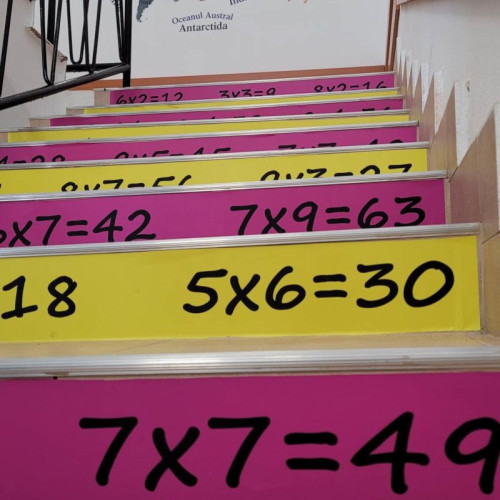 Oceanul Austral
Antarctida
6x2=12 3x3=9 8x2=16
8x7=56 9x3=27
6x7=42 7x9=63
18 5x6=30
7x7=49